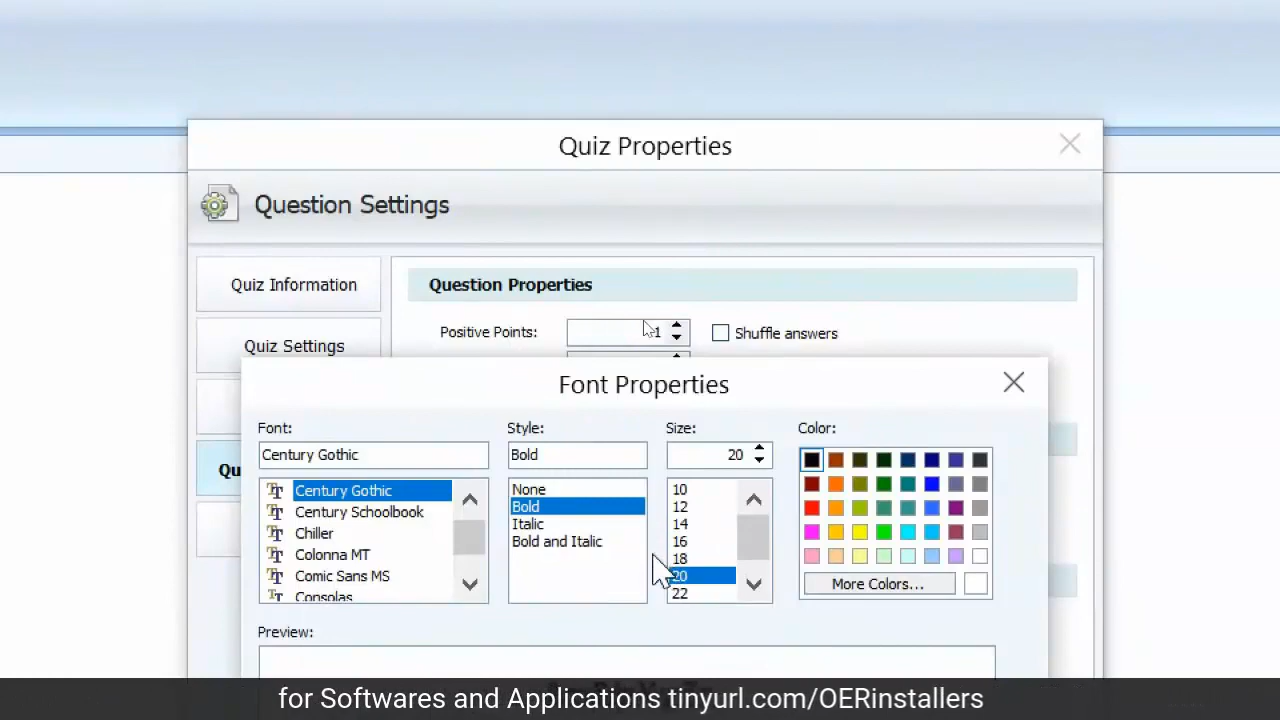 Quiz Properties
Question Settings
Quiz Information
Question Properties
Positive Points: 1 Shuffle answers
Quiz Settings
Font Properties
Font: Style: Size: Color:
Century Gothic Bold 20
Century Gothic None 10
Century Schoolbook Bold 12
Chiller Italic 14
Colonna MT Bold and Italic 16
Comic Sans MS 18
Consolas 20
22
More Colors...
Qu
Preview:
for Softwares and Applications tinyurl.com/OERinstallers